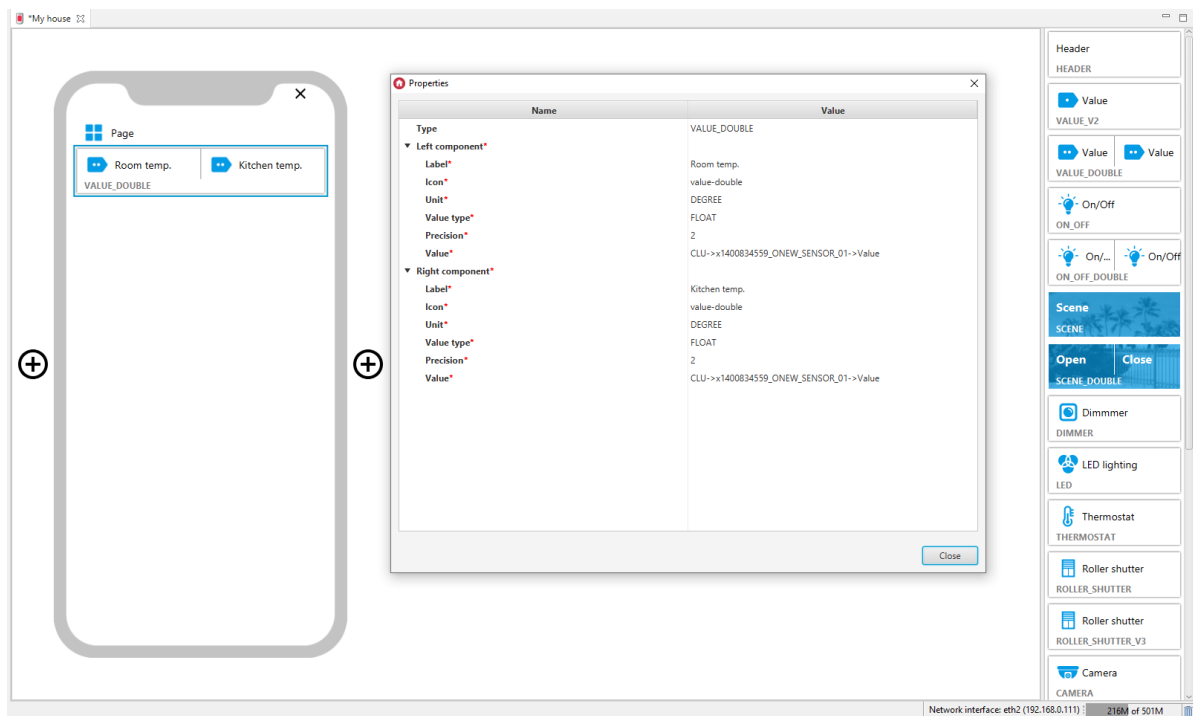 *My house
Page
Room temp. Kitchen temp.
VALUE_DOUBLE
Properties
Name Value
Type VALUE_DOUBLE
Left component*
Label* Room temp.
Icon* value-double
Unit* DEGREE
Value type* FLOAT
Precision* 2
Value* CLU->x1400834559_ONEW_SENSOR_01->Value
Right component*
Label* Kitchen temp.
Icon* value-double
Unit* DEGREE
Value type* FLOAT
Precision* 2
Value* CLU->x1400834559_ONEW_SENSOR_01->Value
Close
Header
HEADER
Value
VALUE_V2
Value Value
VALUE_DOUBLE
On/Off
ON_OFF
On/... On/Off
ON_OFF_DOUBLE
Scene
SCENE
Open Close
SCENE_DOUBLE
Dimmmer
DIMMER
LED lighting
LED
Thermostat
THERMOSTAT
Roller shutter
ROLLER_SHUTTER
Roller shutter
ROLLER_SHUTTER_V3
Camera
CAMERA
Network interface: eth2 (192.168.0.111) 216M of 501M